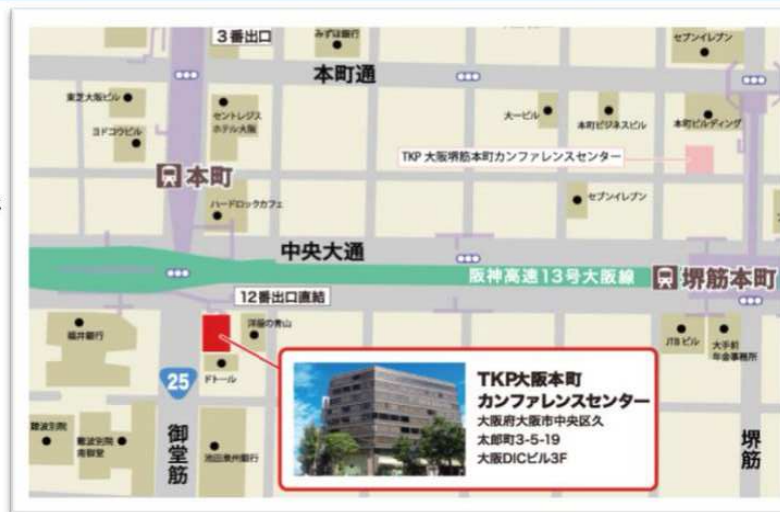 3番出口
みずほ銀行
セブンイレブン
本町通
東芝大阪ビル
セントレジス
ホテル大阪
ヨドコウビル
大一ビル
本町ビジネスビル
本町ビルディング
TKP 大阪堺筋本町カンファレンスセンター
本町
セブンイレブン
ハードロックカフェ
中央大通
阪神高速13号大阪線
堺筋本町
12番出口直結
福井銀行
洋服の青山
JTBビル
大手前
年金事務所
ドトール
25
TKP大阪本町
カンファレンスセンター
大阪府大阪市中央区久
太郎町3-5-19
大阪DICビル3F
難波別院
難波別院
南御堂
御堂筋
池田泉州銀行
堺筋